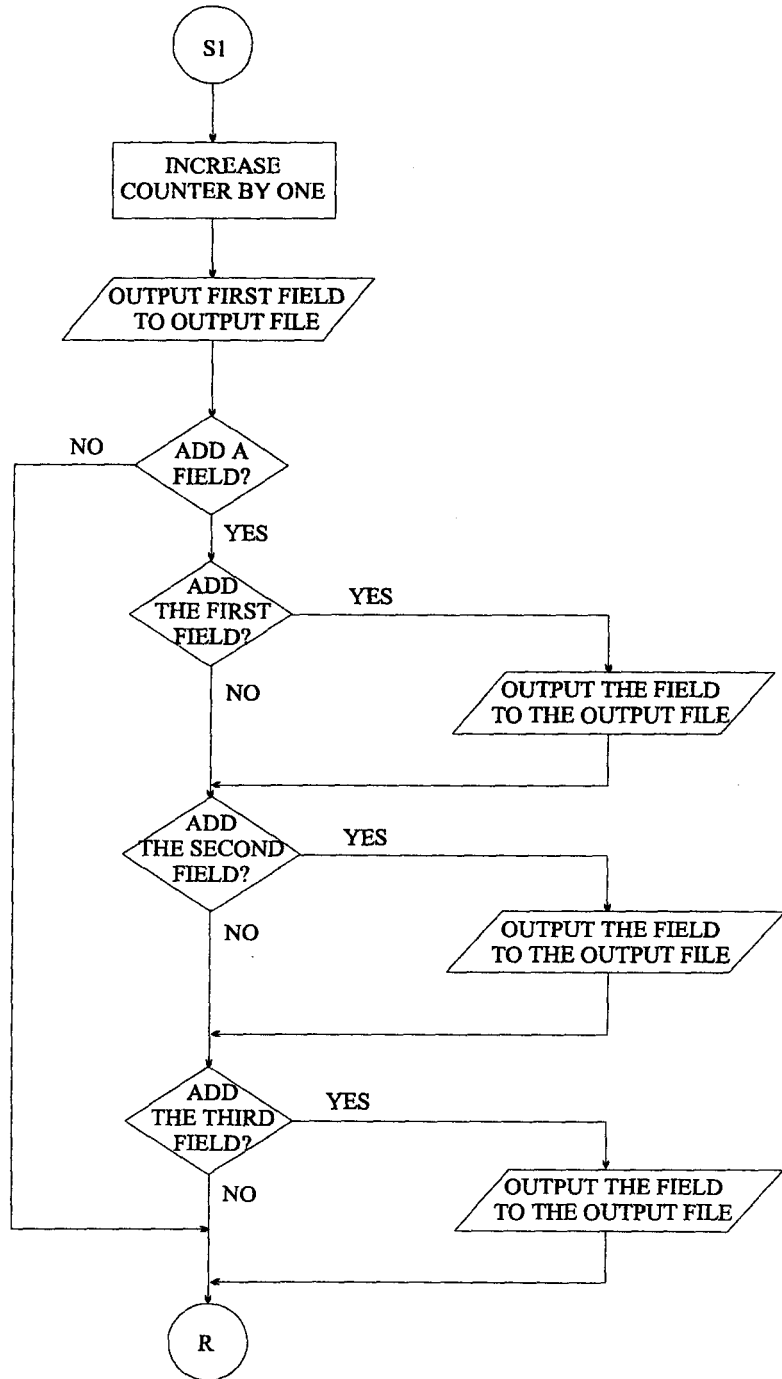 S1
INCREASE
COUNTER BY ONE
OUTPUT FIRST FIELD
TO OUTPUT FILE
NO
ADD A
FIELD?
YES
ADD
THE FIRST
FIELD?
YES
NO
OUTPUT THE FIELD
TO THE OUTPUT FILE
ADD
THE SECOND
FIELD?
YES
NO
OUTPUT THE FIELD
TO THE OUTPUT FILE
ADD
THE THIRD
FIELD?
YES
NO
OUTPUT THE FIELD
TO THE OUTPUT FILE
R